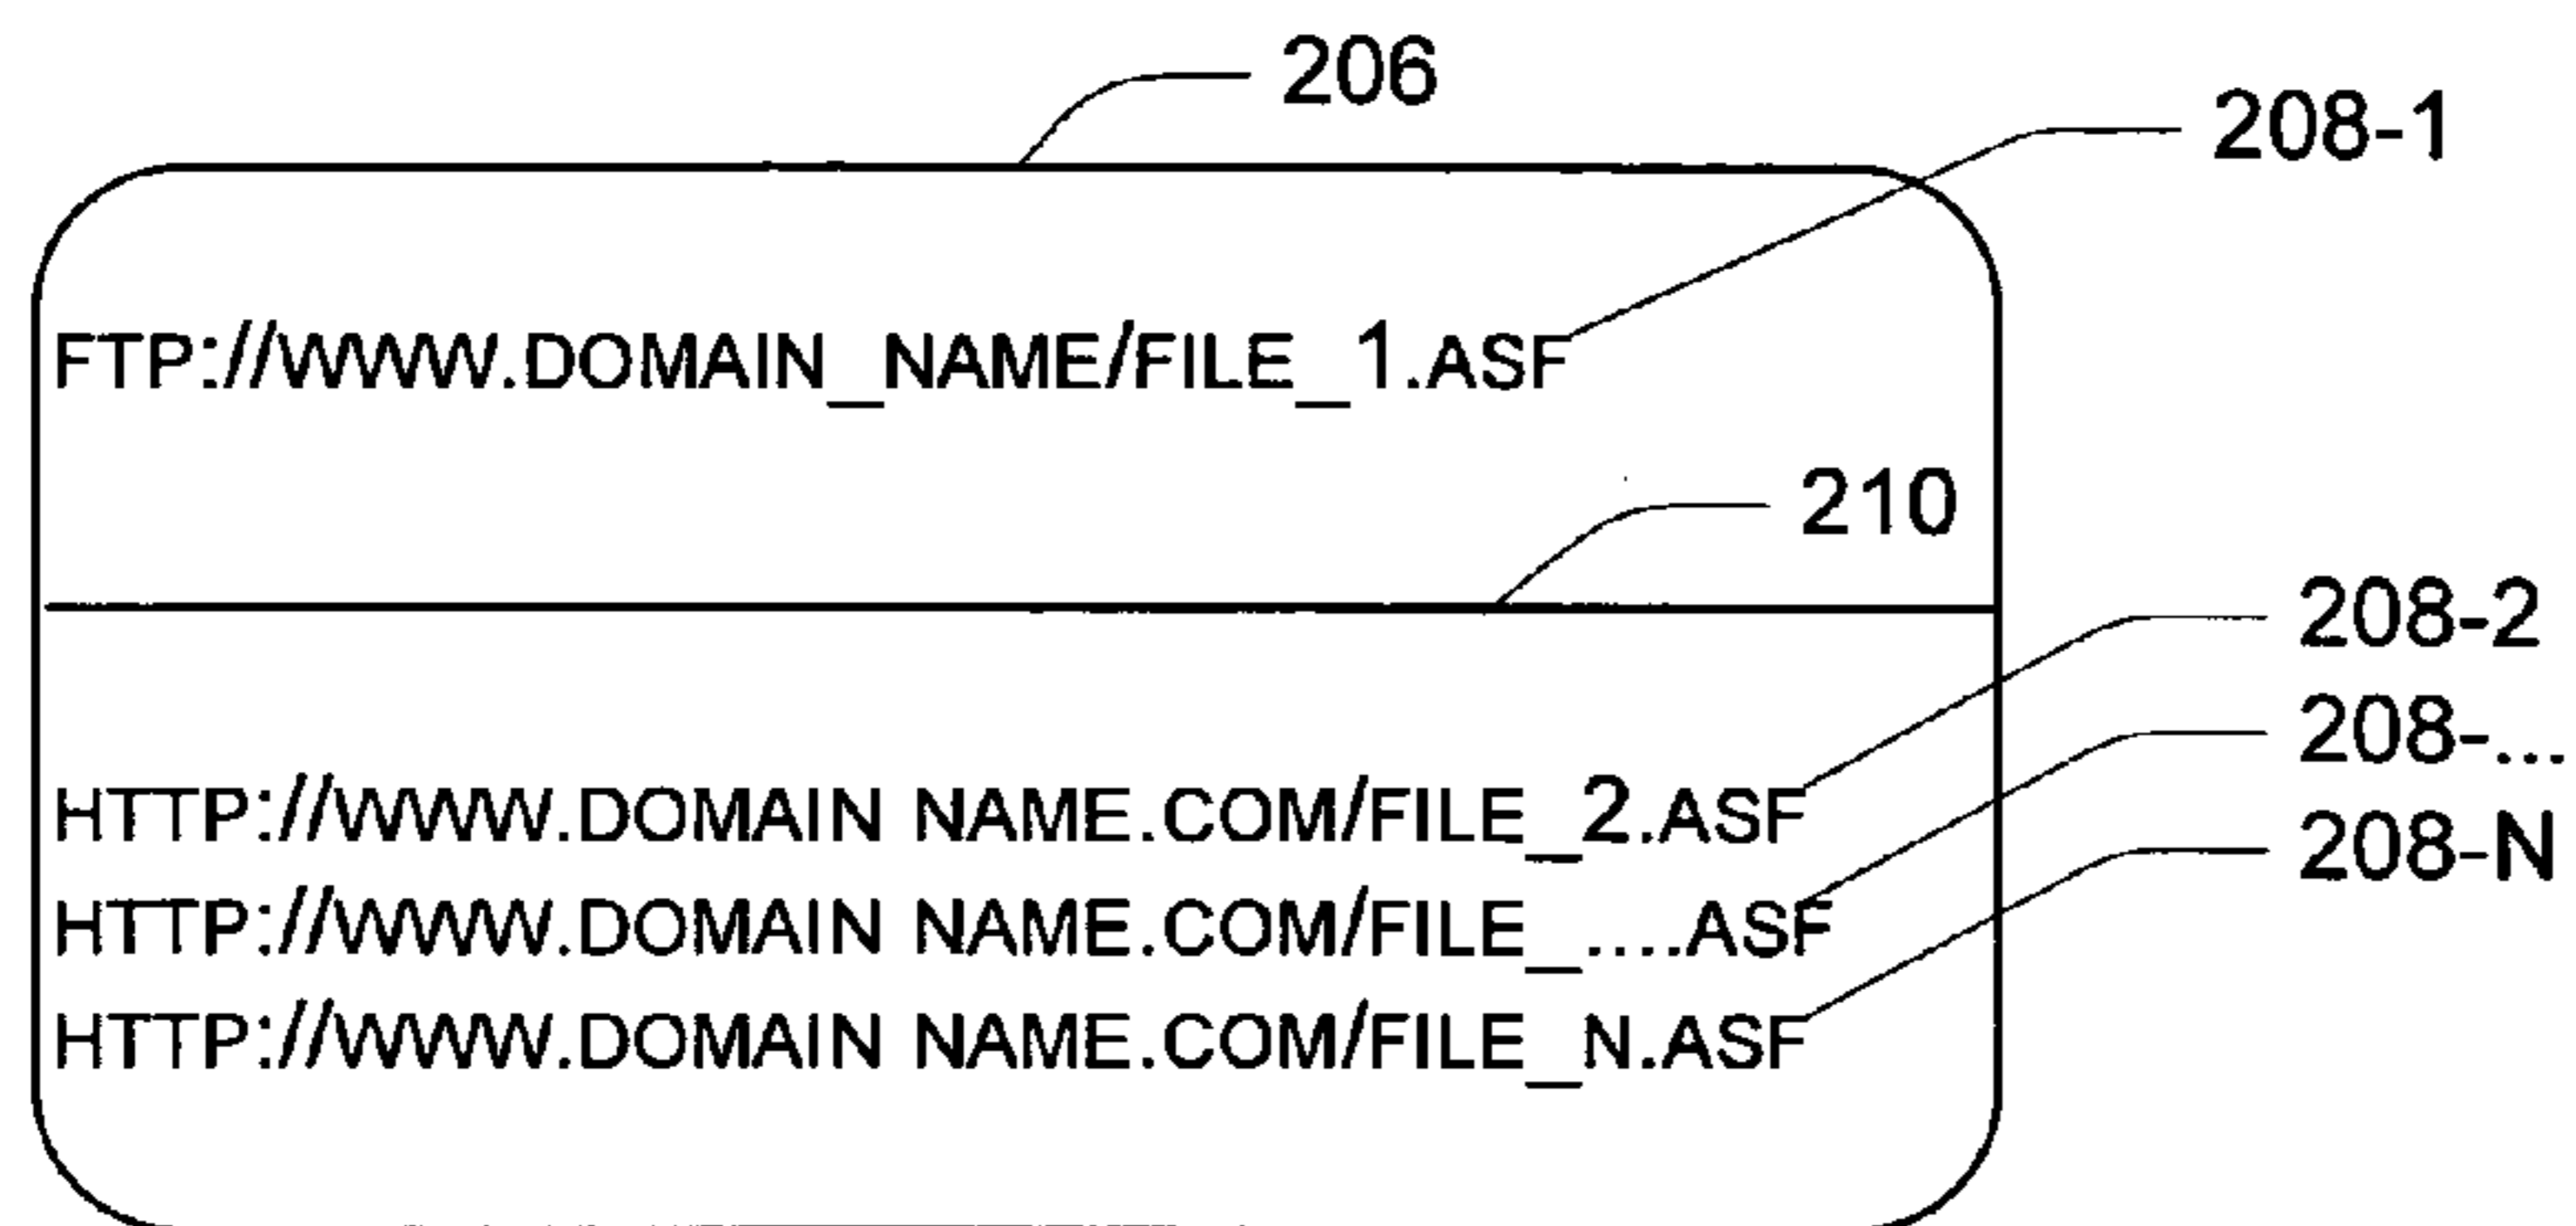 206
208-1
FTP://WWW.DOMAIN_NAME/FILE_1.ASF
210
208-2
208-...
208-N
HTTP://WWW.DOMAIN NAME.COM/FILE_2.ASF
HTTP://WWW.DOMAIN NAME.COM/FILE_....ASF
HTTP://WWW.DOMAIN NAME.COM/FILE_N.ASF